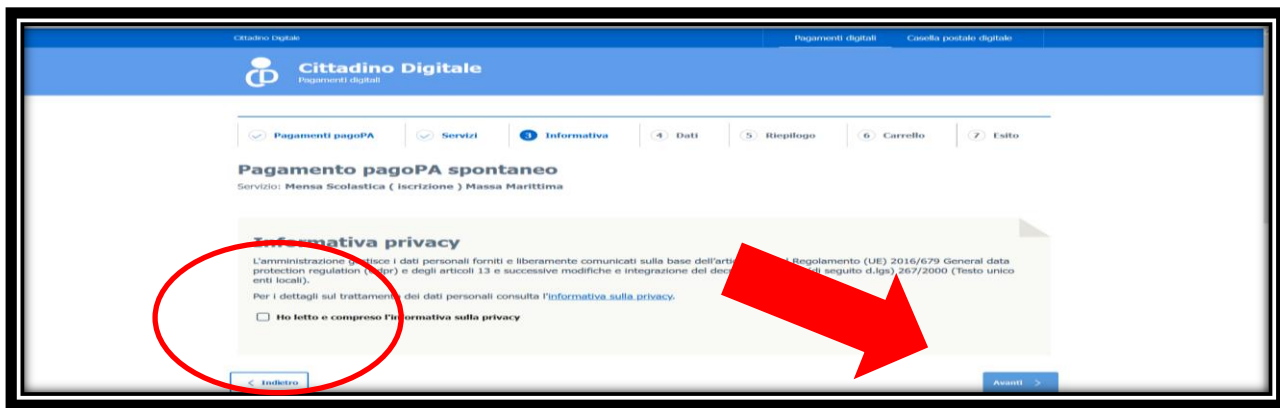 Cittadino Digitale
Pagamenti digitali Casella postale digitale
Cittadino Digitale
Pagamenti digitali
Pagamenti pagoPA Servizi 3 Informativa 4 Dati 5 Riepilogo 6 Carrello 7 Esito
Pagamento pagoPA spontaneo
Servizio: Mensa Scolastica ( iscrizione ) Massa Marittima
Informativa privacy
L'amministrazione gestisce i dati personali forniti e liberamente comunicati sulla base dell' Regolamento (UE) 2016/679 General data
protection regulation (Gdpr) e degli articoli 13 e successive modifiche e integrazione del di seguito d.lgs) 267/2000 (Testo unico
enti locali).
Per i dettagli sul trattamento dei dati personali consulta l'informativa sulla privacy.
Ho letto e compreso l'informativa sulla privacy
< Indietro
Avanti >